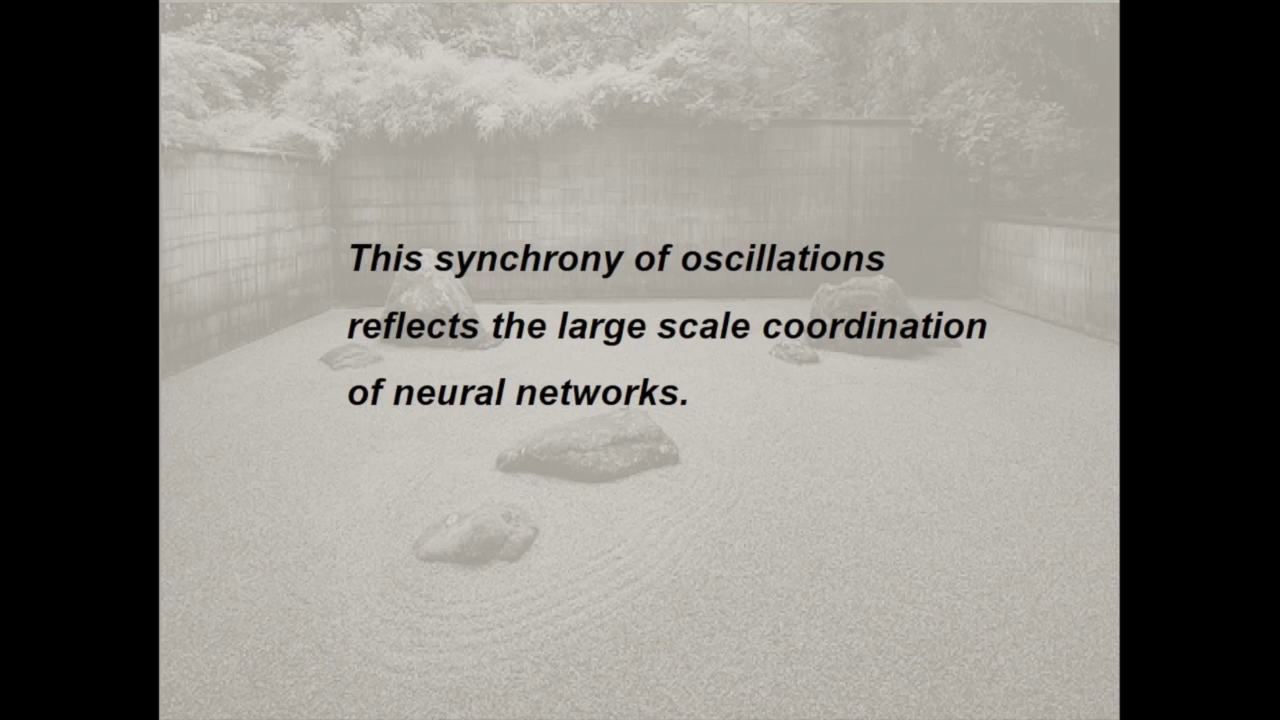 This synchrony of oscillations
reflects the large scale coordination
of neural networks.